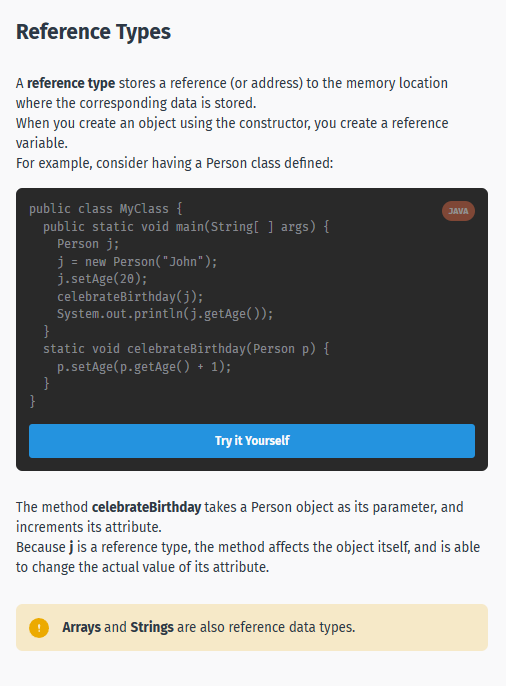 Reference Types
A reference type stores a reference (or address) to the memory location
where the corresponding data is stored.
When you create an object using the constructor, you create a reference
variable.
For example, consider having a Person class defined:
JAVA
public class MyClass {
  public static void main(String[ ] args) {
    Person j;
    j = new Person("John");
    j.setAge(20);
    celebrateBirthday(j);
    System.out.println(j.getAge());
  }
  static void celebrateBirthday(Person p) {
    p.setAge(p.getAge() + 1);
  }
}
Try it Yourself
The method celebrateBirthday takes a Person object as its parameter, and
increments its attribute.
Because j is a reference type, the method affects the object itself, and is able
to change the actual value of its attribute.
! Arrays and Strings are also reference data types.